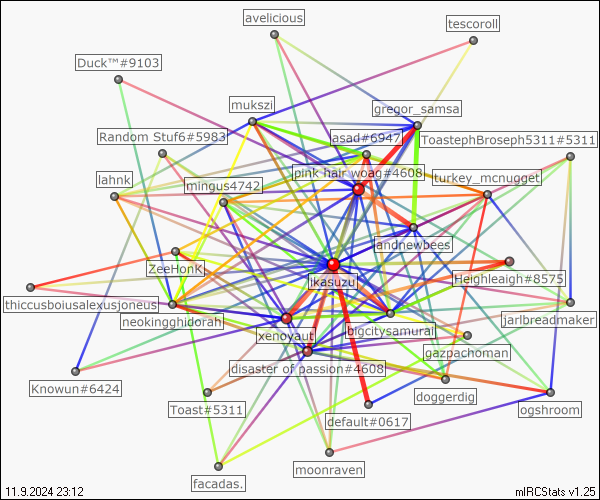 avelicious
tescoroll
Duck™#9103
mukszi
gregor_samsa
Random Stuf6#5983
asad#6947
ToastephBroseph5311#5311
lahnk
mingus4742
pink hair woag#4608
turkey_mcnugget
andnewbees
ZeeHonK
ikasuzu
Heighleaigh#8575
thiccusboiusalexusjoneus
neokingghidorah
xenoyaut
bigcitysamurai
jarlbreadmaker
gazpachoman
disaster of passion#4608
Knowun#6424
doggerdig
Toast#5311
default#0617
ogshroom
facadas.
moonraven
11.9.2024 23:12
mIRCStats v1.25